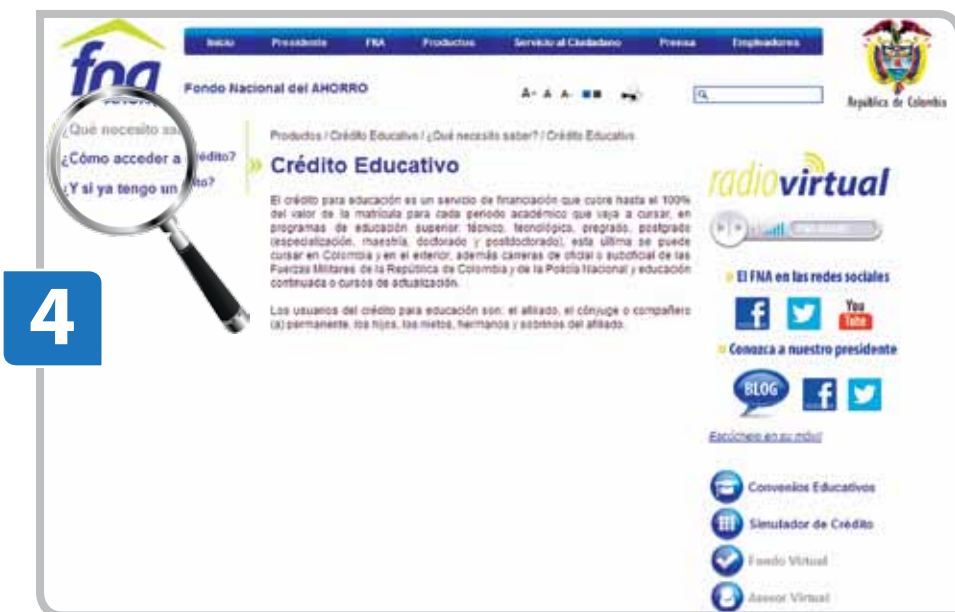 fna
AHORRO
Inicio
Presidente
FNA
Productos
Servicio al Ciudadano
Prensa
Empleadores
Fondo Nacional del AHORRO
A+ A A-
República de Colombia
¿Qué necesito
¿Cómo acceder a crédito?
¿Y si ya tengo un
Productos / Crédito Educativo / ¿Qué necesito saber? / Crédito Educativo
» Crédito Educativo
El crédito para educación es un servicio de financiación que cubre hasta el 100%
del valor de la matrícula para cada periodo académico que vaya a cursar, en
programas de educación superior: técnico, tecnológica, pregrado, postgrado
(especialización, maestría, doctorado y postdoctorado), esta última se puede
cursar en Colombia y en el exterior, además carreras de oficial o suboficial de las
Fuerzas Militares de la República de Colombia y de la Policía Nacional y educación
continuada o cursos de actualización.
Los usuarios del crédito para educación son: el afiliado, el cónyuge o compañero
(a) permanente, los hijos, los nietos, hermanos y sobrinos del afiliado.
4
radiovirtual
» El FNA en las redes sociales
f
You
Tube
» Conozca a nuestro presidente
BLOG
f
Escúchelo en su móvil
Convenios Educativos
Simulador de Crédito
Fondo Virtual
Asesor Virtual